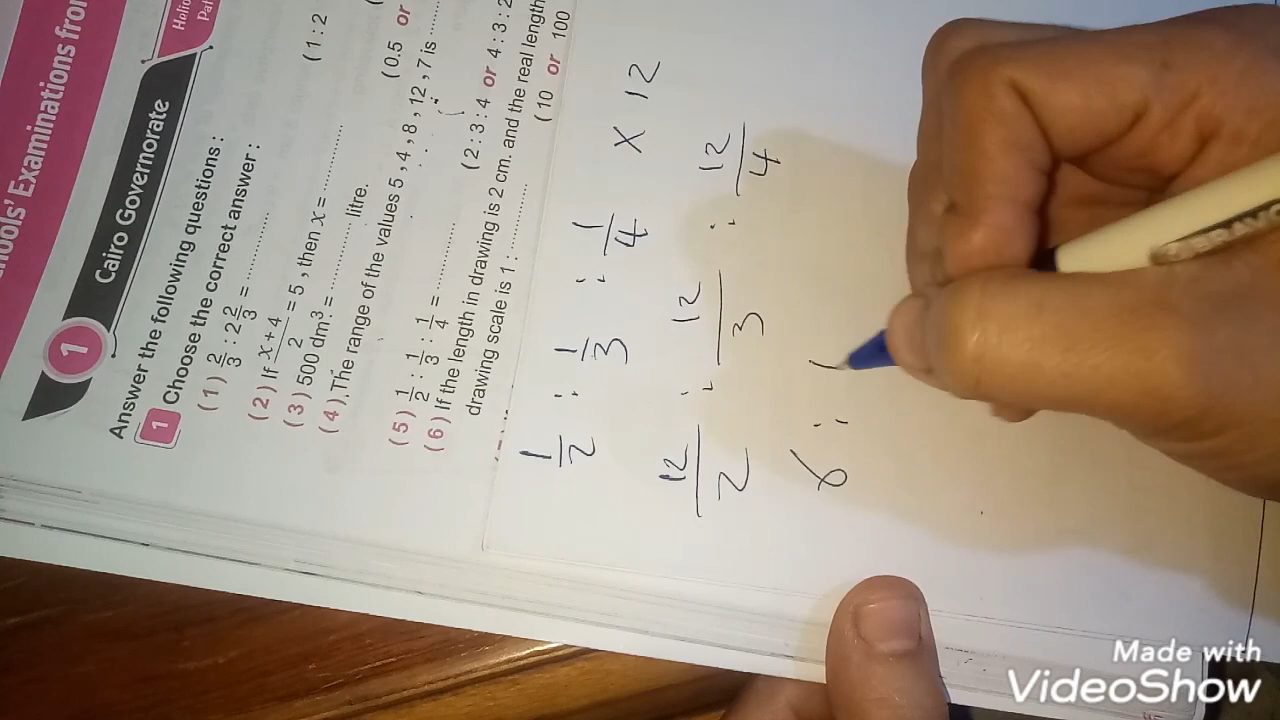 hools' Examinations from
1 Cairo Governorate
Helio
Answer the following questions :
1 Choose the correct answer :
( 1 ) 2/3 : 2 2/3 = ............
(1 : 2
( 2 ) If x + 4/2 = 5 , then x = ............
( 3 ) 500 dm³. = ............ litre.
( 0.5 or
( 4 ) The range of the values 5 , 4 , 8 , 12 , 7 is ........
( 5 ) 1/2 : 1/3 : 1/4 = ............
( 2 : 3 : 4 or 4 : 3 : 2
( 6 ) If the length in drawing is 2 cm. and the real length
drawing scale is 1 : ............
( 10 or 100
1/2 : 1/3 : 1/4 X 12
12/2 : 12/3 : 12/4
6 :
Made with
VideoShow